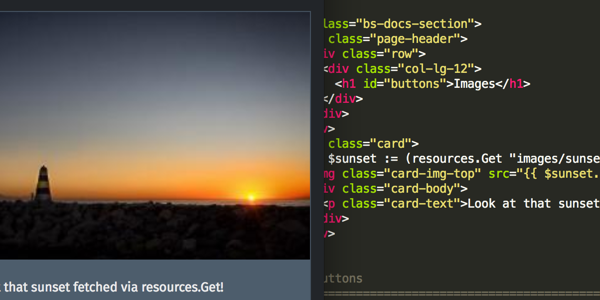 that sunset fetched via resources.Get!
lass="bs-docs-section">
class="page-header">
iv class="row">
<div class="col-lg-12">
<h1 id="buttons">Images</h1>
</div>
div>
v>
class="card">
$sunset := (resources.Get "images/sunse
mg class="card-img-top" src="{{ $sunset.
iv class="card-body">
<p class="card-text">Look at that sunset
div>
v>
uttons